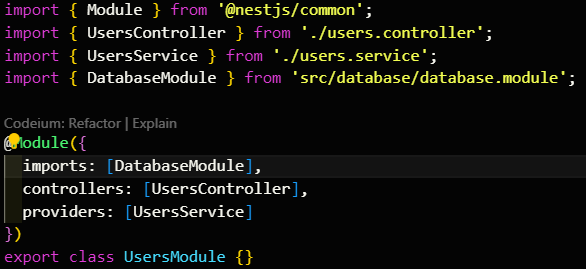 import { Module } from '@nestjs/common';
import { UsersController } from './users.controller';
import { UsersService } from './users.service';
import { DatabaseModule } from 'src/database/database.module';
Codeium: Refactor | Explain
@Module({
  imports: [DatabaseModule],
  controllers: [UsersController],
  providers: [UsersService]
})
export class UsersModule {}